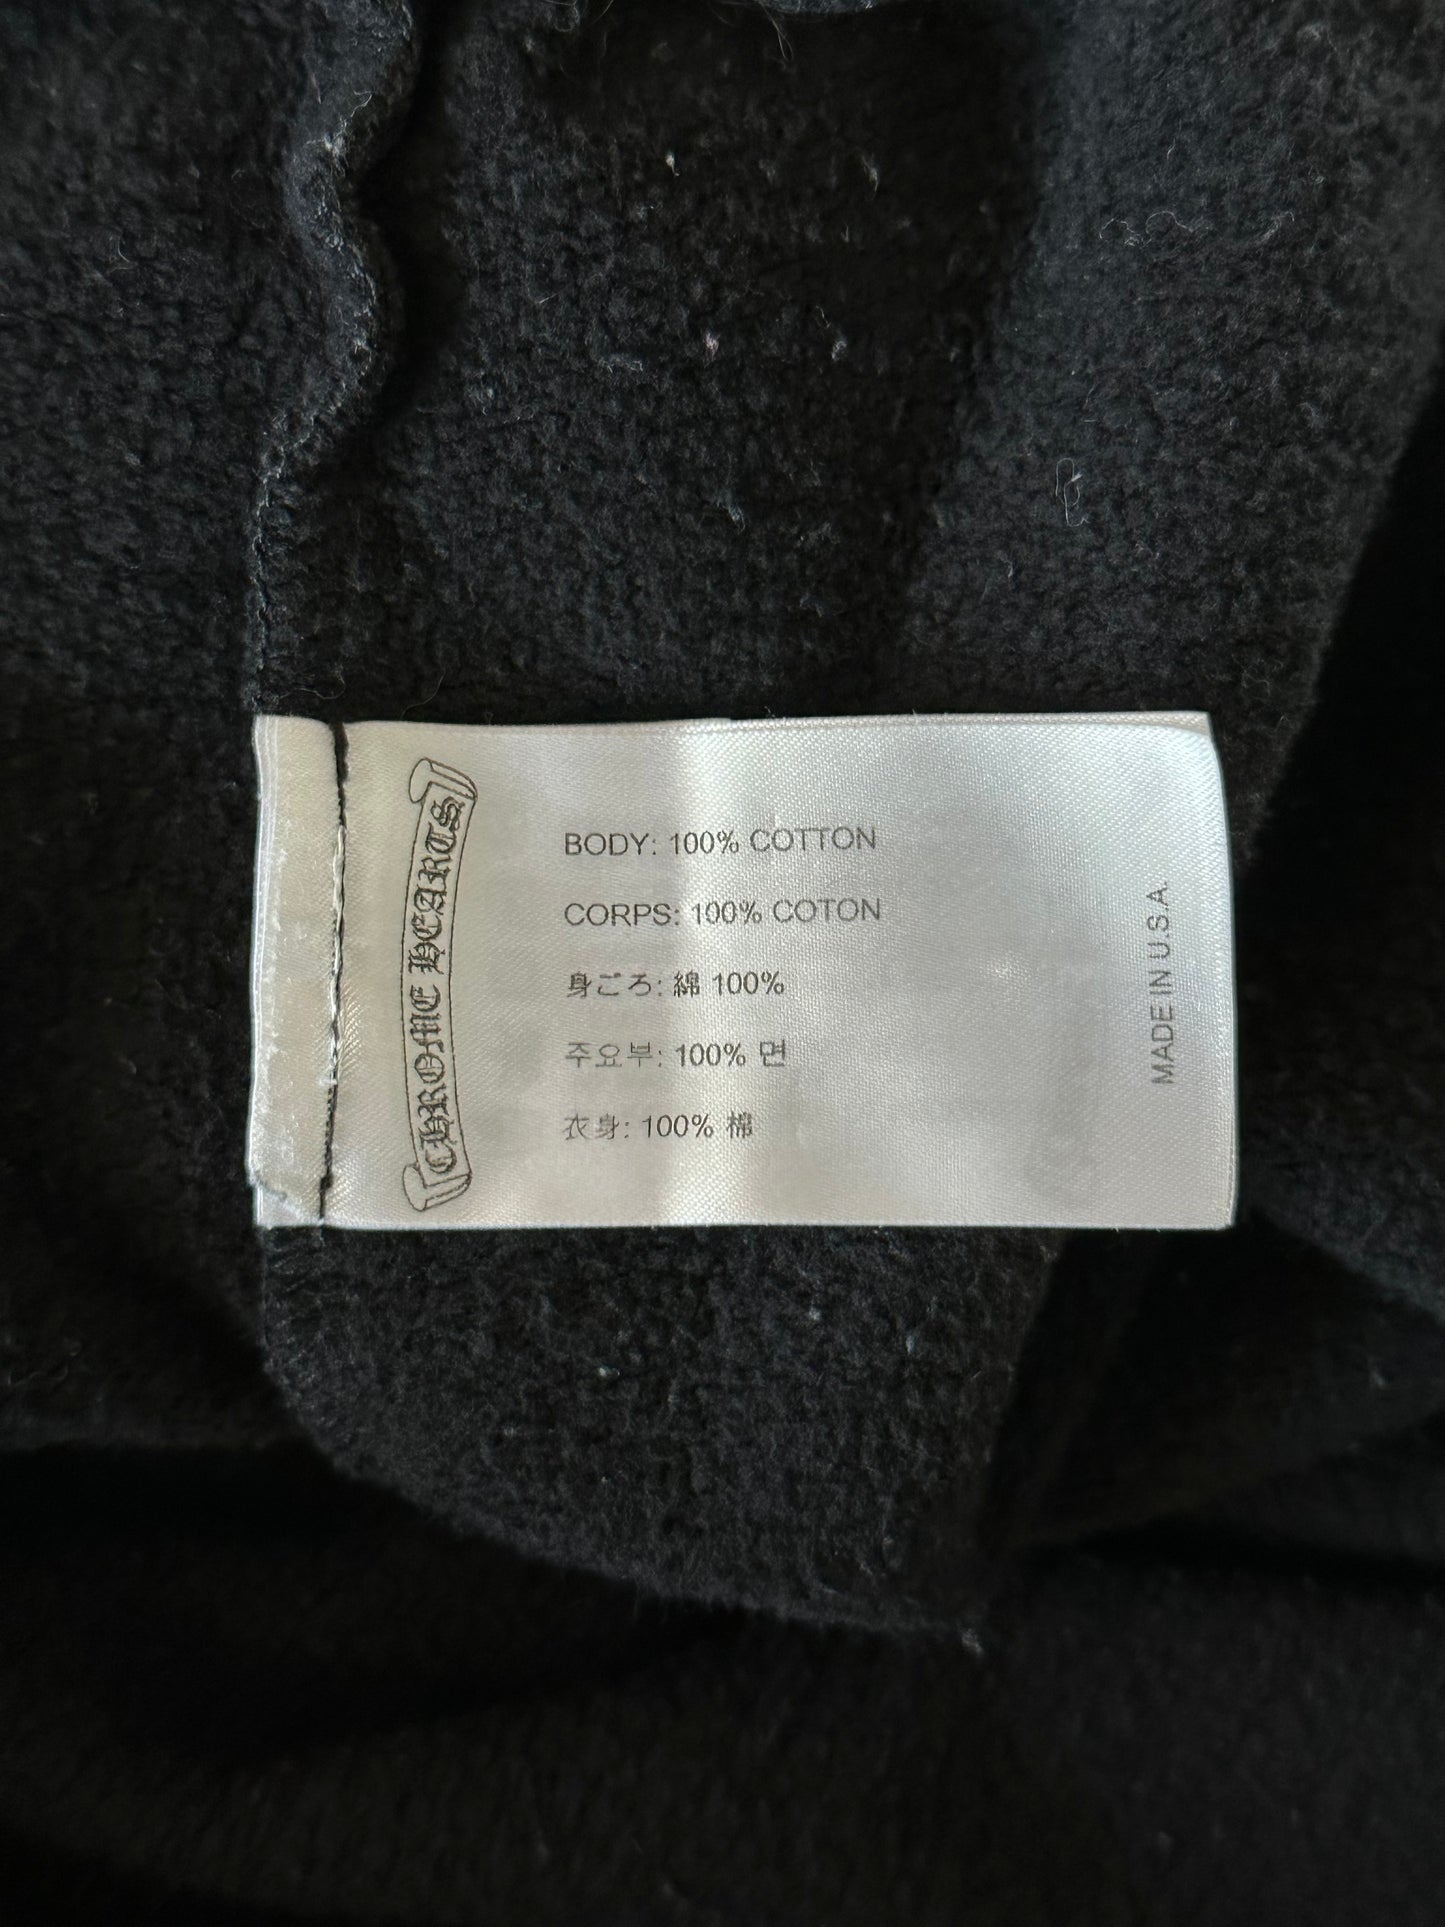 CHROME HEARTS
BODY: 100% COTTON
CORPS: 100% COTON
身ごろ: 綿 100%
주요부: 100% 면
衣身: 100% 棉
MADE IN U.S.A.